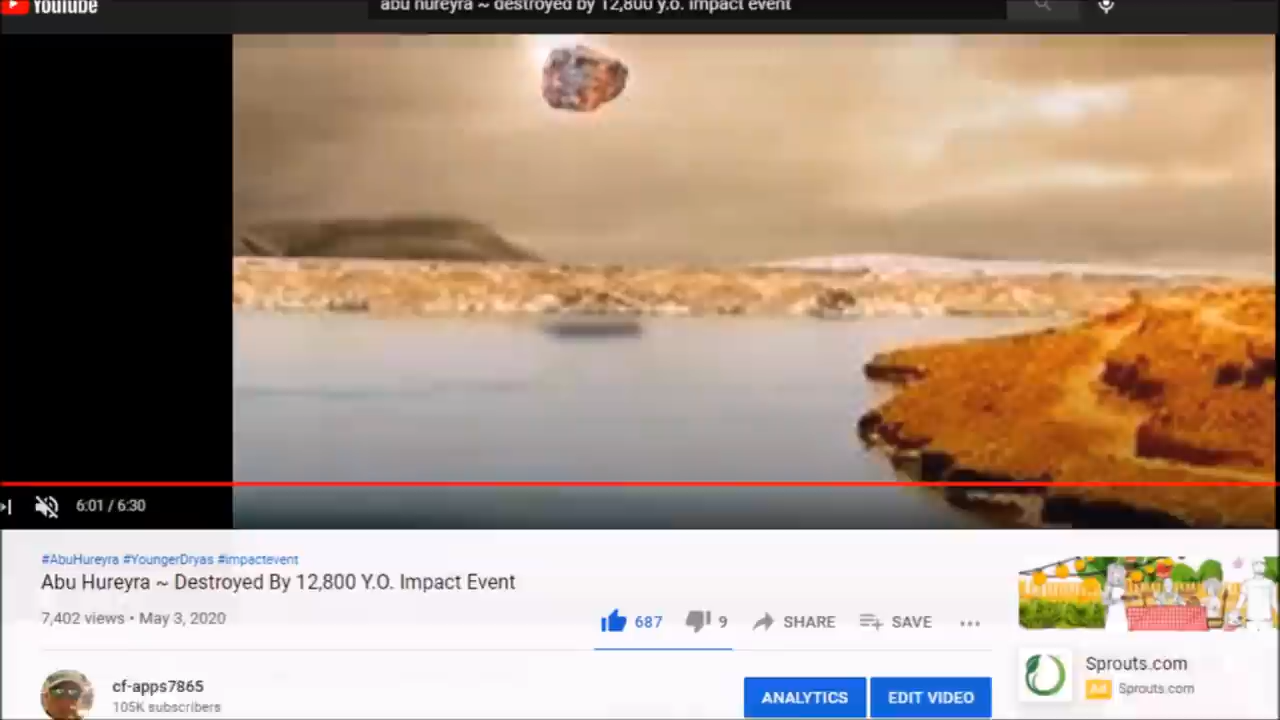 YouTube
abu hureyra ~ destroyed by 12,800 y.o. impact event
6:01 / 6:30
#AbuHureyra #YoungerDryas #impactevent
Abu Hureyra ~ Destroyed By 12,800 Y.O. Impact Event
7,402 views • May 3, 2020
687
9
SHARE
SAVE
cf-apps7865
105K subscribers
ANALYTICS
EDIT VIDEO
Sprouts.com
Ad Sprouts.com